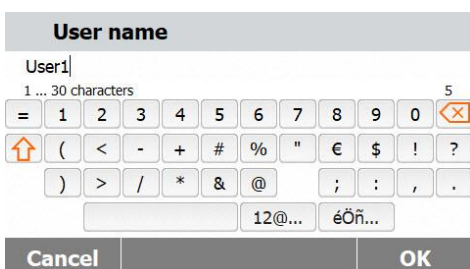 User name
User1
1 ... 30 characters 5
= 1 2 3 4 5 6 7 8 9 0
( < - + # % " € $ ! ?
) > / * & @ ; : , .
12@... éÖñ...
Cancel OK